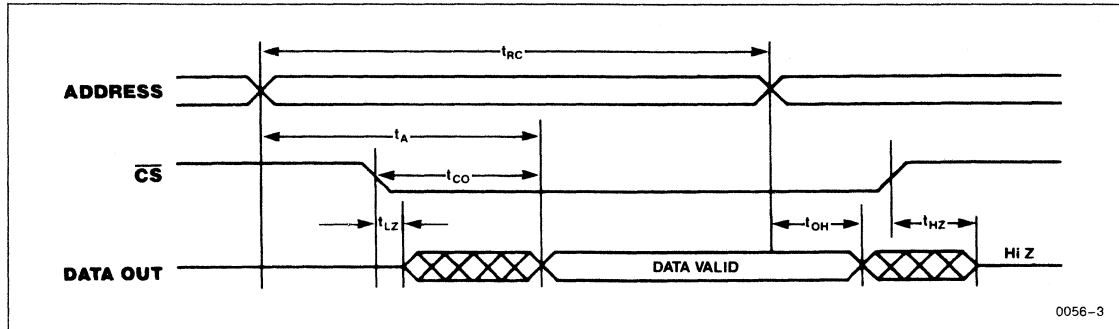 tRC
ADDRESS
tA
CS
tCO
tLZ
tOH
tHZ
DATA OUT
DATA VALID
Hi Z
0056-3